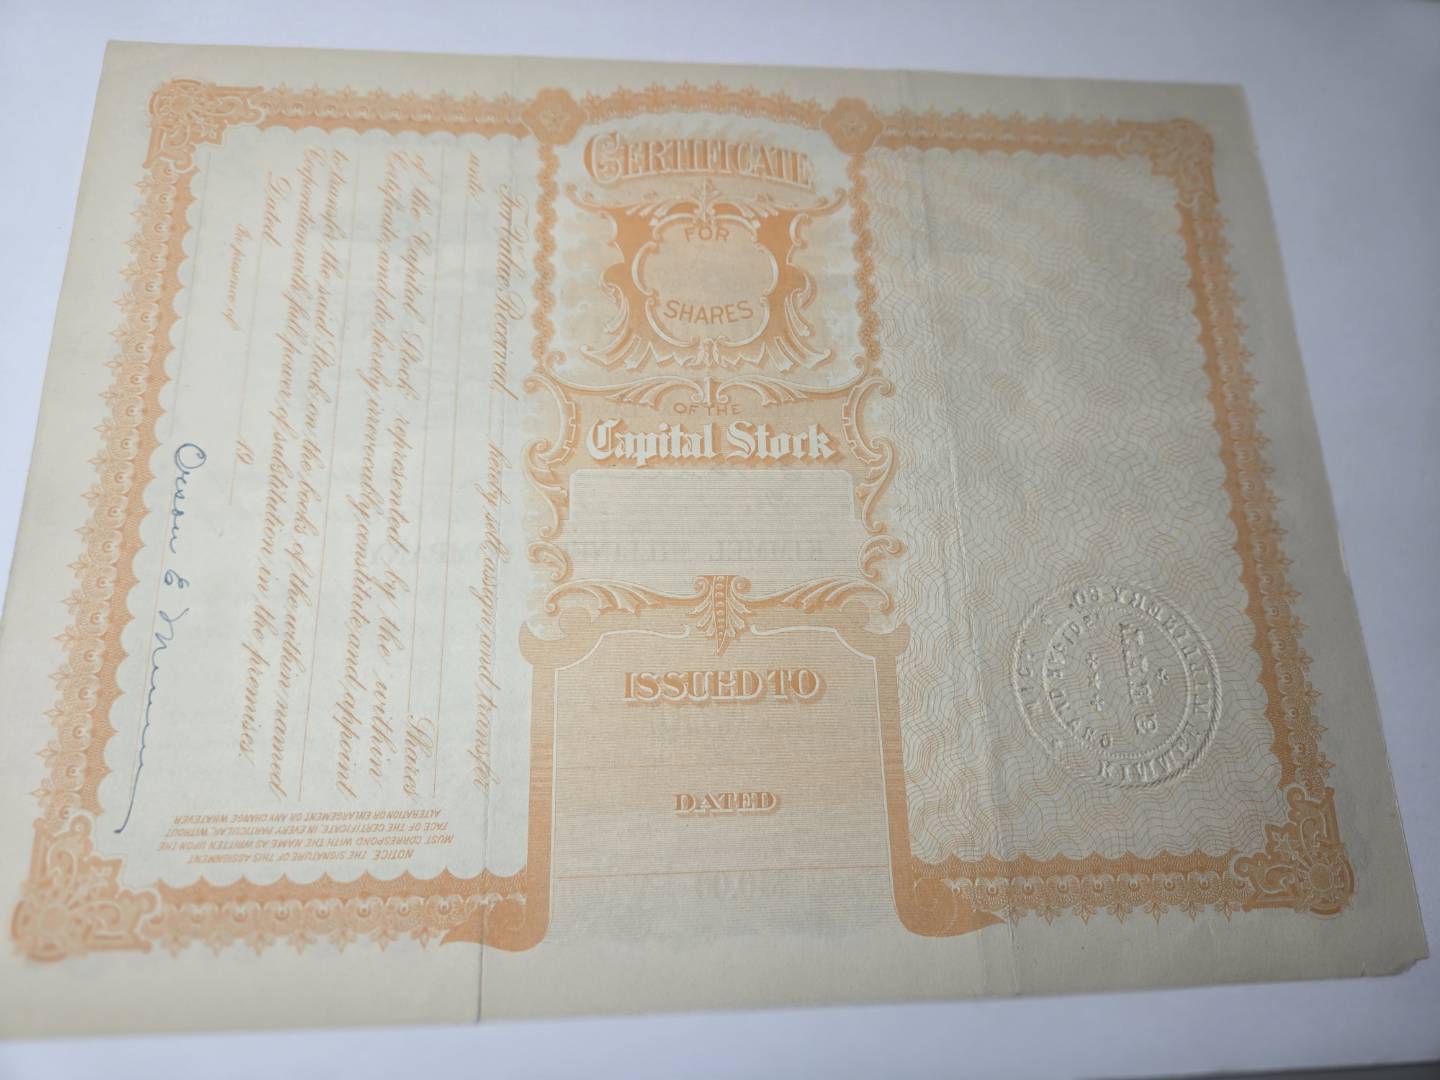 CERTIFICATE
FOR
SHARES
OF THE
Capital Stock
ISSUED TO
DATED
For Value Received hereby sell, assign and transfer
unto
Shares
of the Capital Stock represented by the within
Certificate, and do hereby irrevocably constitute and appoint
to transfer the said Stock on the books of the within named
Corporation with full power of substitution in the premises.
Dated 19
In presence of
Orson E
NOTICE. THE SIGNATURE OF THIS ASSIGNMENT
MUST CORRESPOND WITH THE NAME AS WRITTEN UPON THE
FACE OF THE CERTIFICATE, IN EVERY PARTICULAR, WITHOUT
ALTERATION OR ENLARGEMENT OR ANY CHANGE WHATEVER.